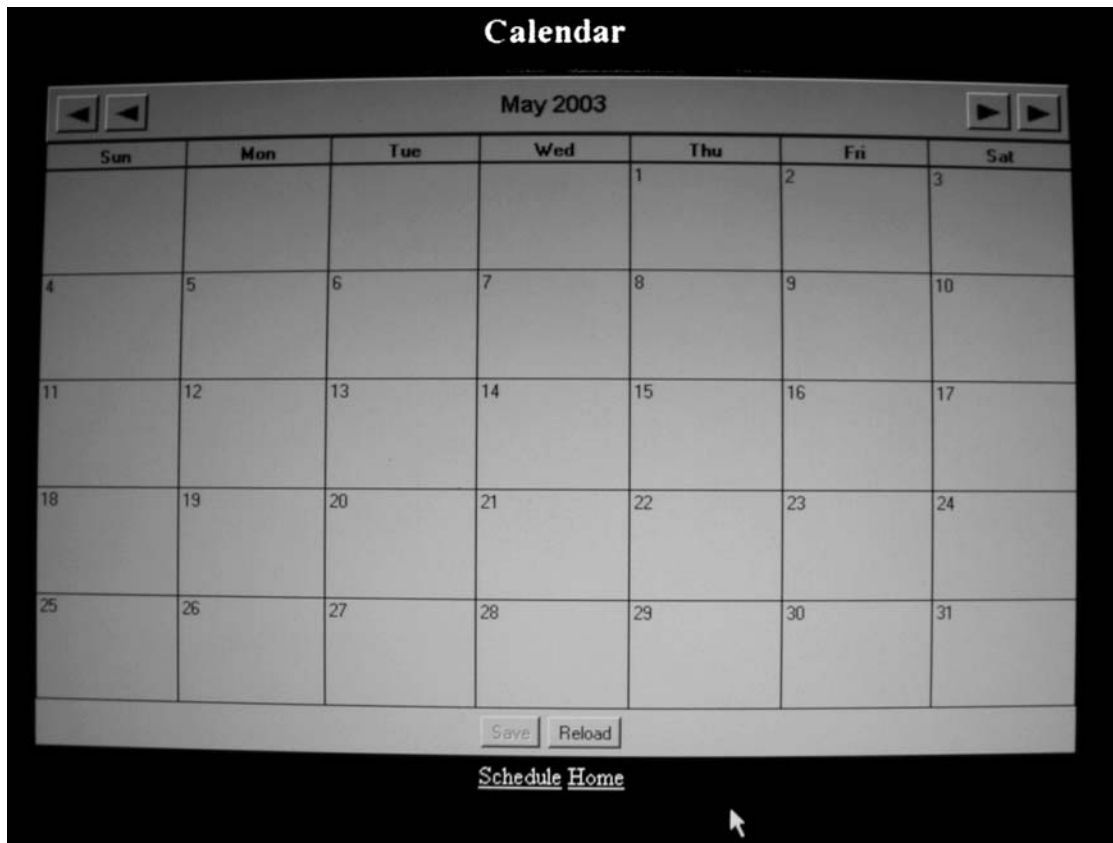 Calendar
May 2003
Sun Mon Tue Wed Thu Fri Sat
1 2 3
4 5 6 7 8 9 10
11 12 13 14 15 16 17
18 19 20 21 22 23 24
25 26 27 28 29 30 31
Save Reload
Schedule Home